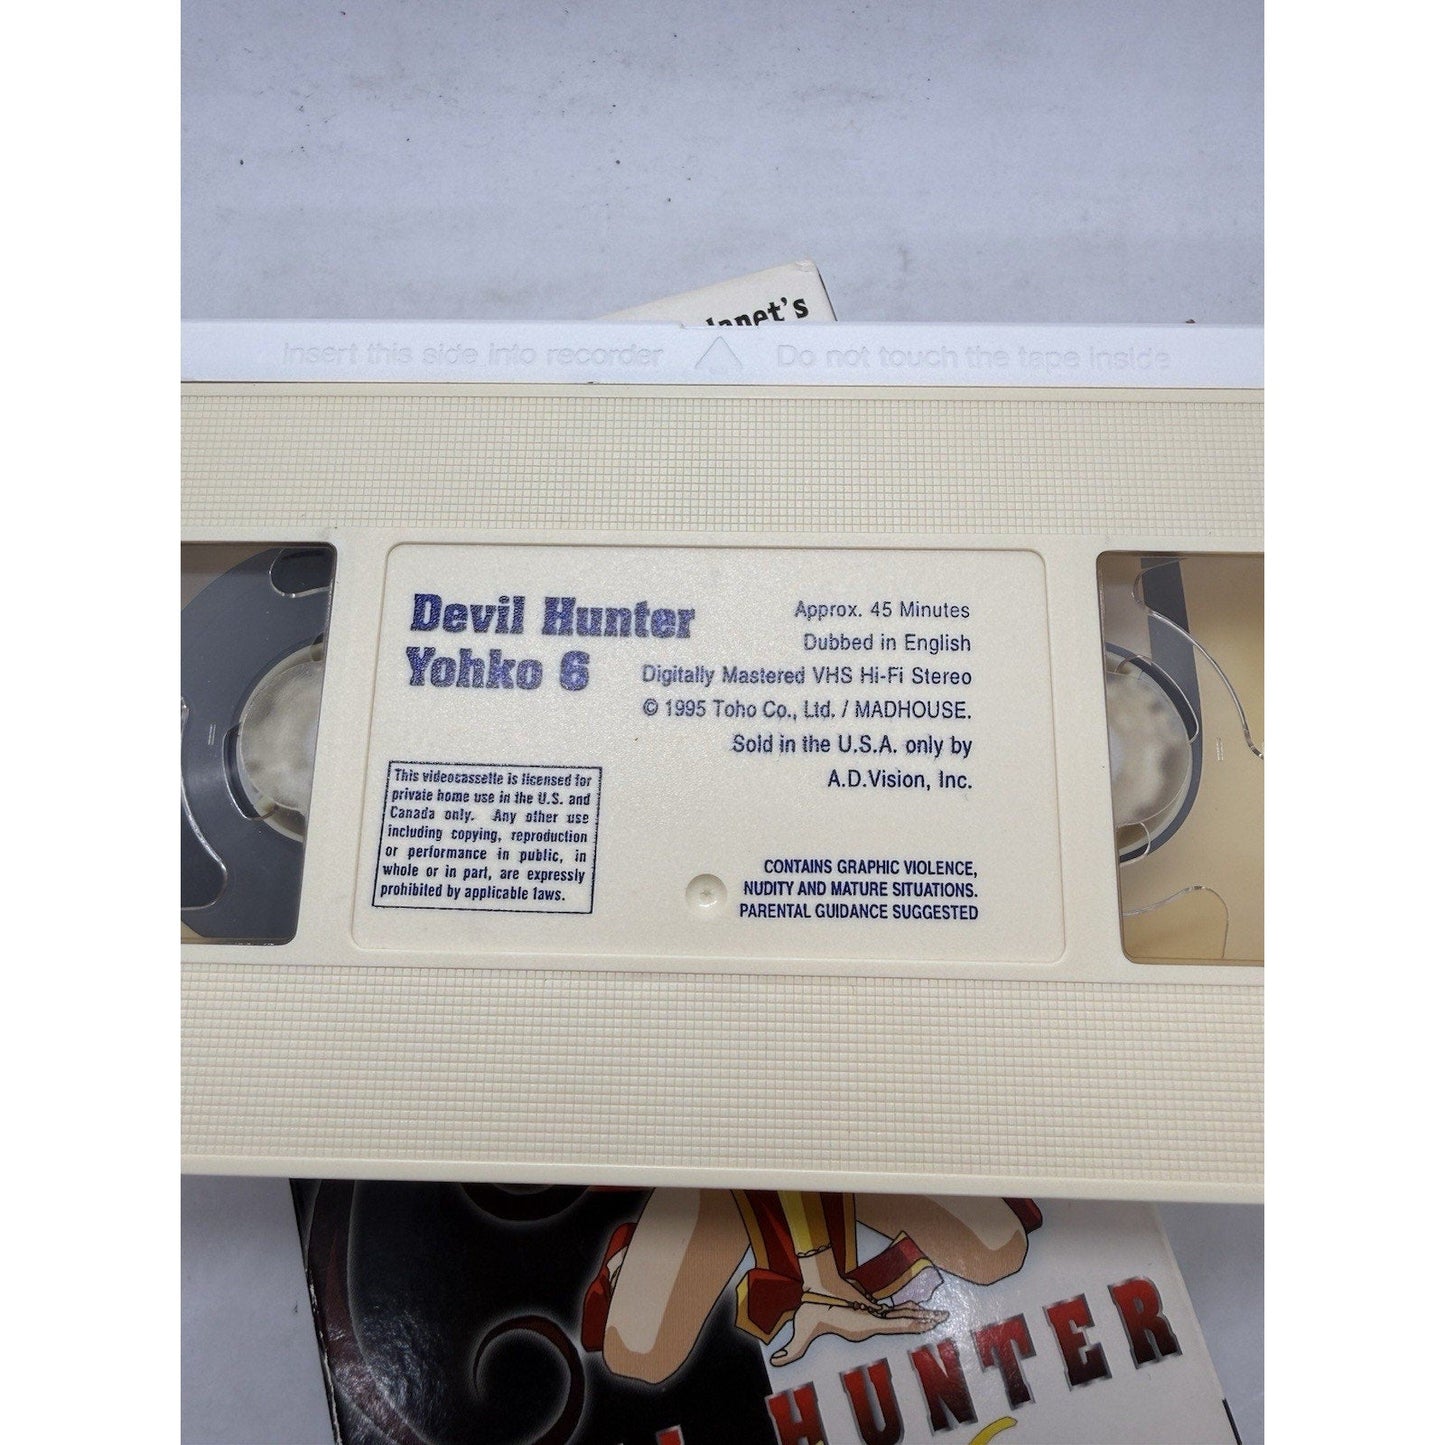 Insert this side into recorder Do not touch the tape inside
Devil Hunter
Yohko 6
Approx. 45 Minutes
Dubbed in English
Digitally Mastered VHS Hi-Fi Stereo
© 1995 Toho Co., Ltd. / MADHOUSE.
Sold in the U.S.A. only by
A.D.Vision, Inc.
This videocassette is licensed for
private home use in the U.S. and
Canada only. Any other use
including copying, reproduction
or performance in public, in
whole or in part, are expressly
prohibited by applicable laws.
CONTAINS GRAPHIC VIOLENCE,
NUDITY AND MATURE SITUATIONS.
PARENTAL GUIDANCE SUGGESTED
HUNTER